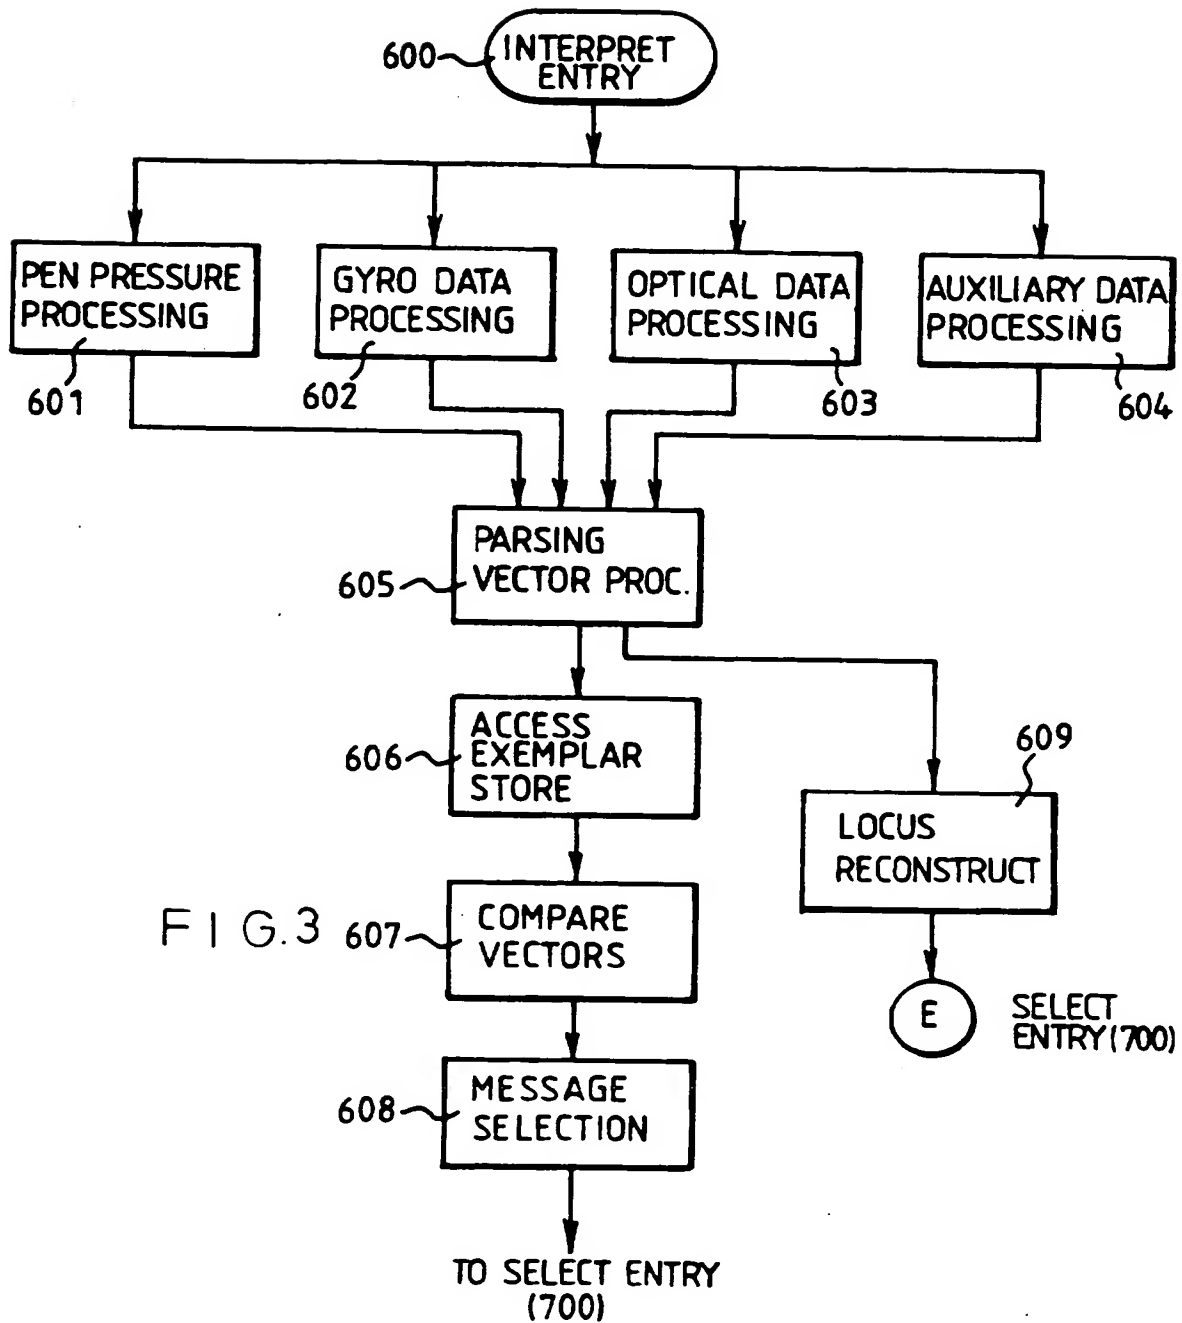 600
INTERPRET
ENTRY
PEN PRESSURE
PROCESSING
601
GYRO DATA
PROCESSING
602
OPTICAL DATA
PROCESSING
603
AUXILIARY DATA
PROCESSING
604
PARSING
VECTOR PROC.
605
ACCESS
EXEMPLAR
STORE
606
609
LOCUS
RECONSTRUCT
FIG.3
607
COMPARE
VECTORS
E
SELECT
ENTRY(700)
608
MESSAGE
SELECTION
TO SELECT ENTRY
(700)